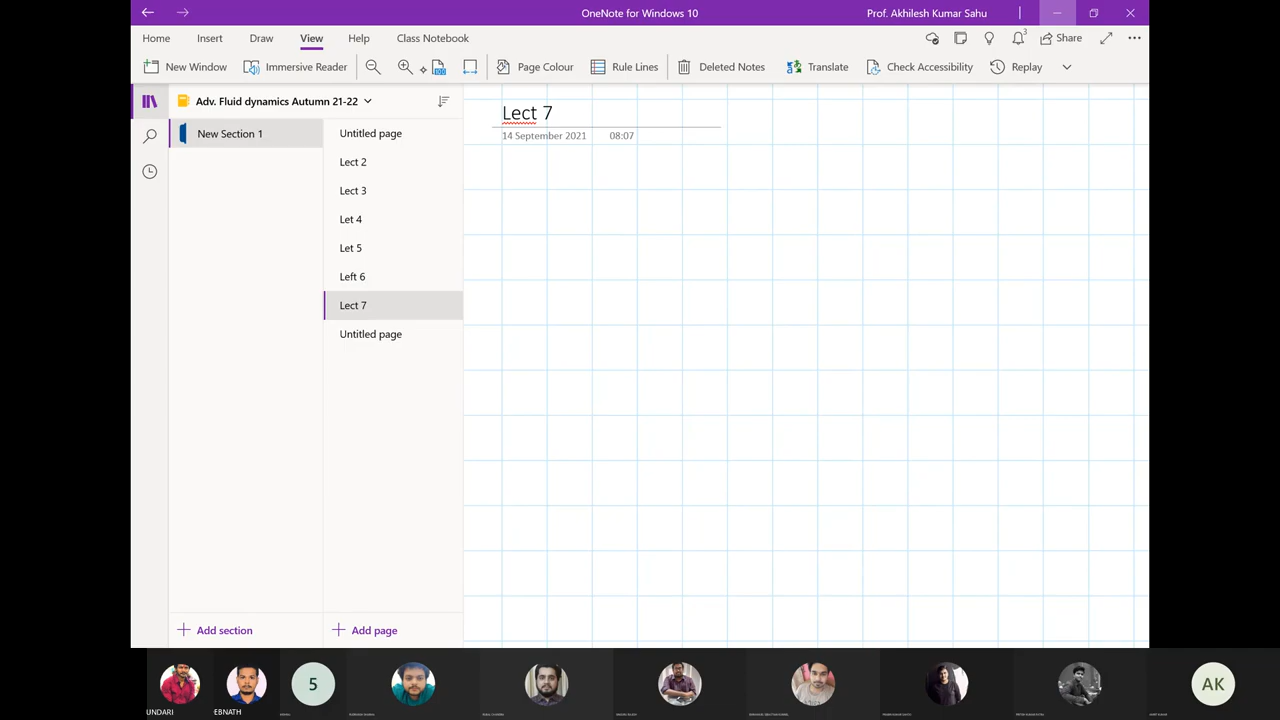 OneNote for Windows 10
Prof. Akhilesh Kumar Sahu
Home Insert Draw View Help Class Notebook
3 Share
New Window Immersive Reader 100 Page Colour Rule Lines Deleted Notes Translate Check Accessibility Replay
Adv. Fluid dynamics Autumn 21-22
New Section 1
Untitled page
Lect 2
Lect 3
Let 4
Let 5
Left 6
Lect 7
Untitled page
Add section
Add page
Lect 7
14 September 2021 08:07
5
AK
UNDARI
EBNATH